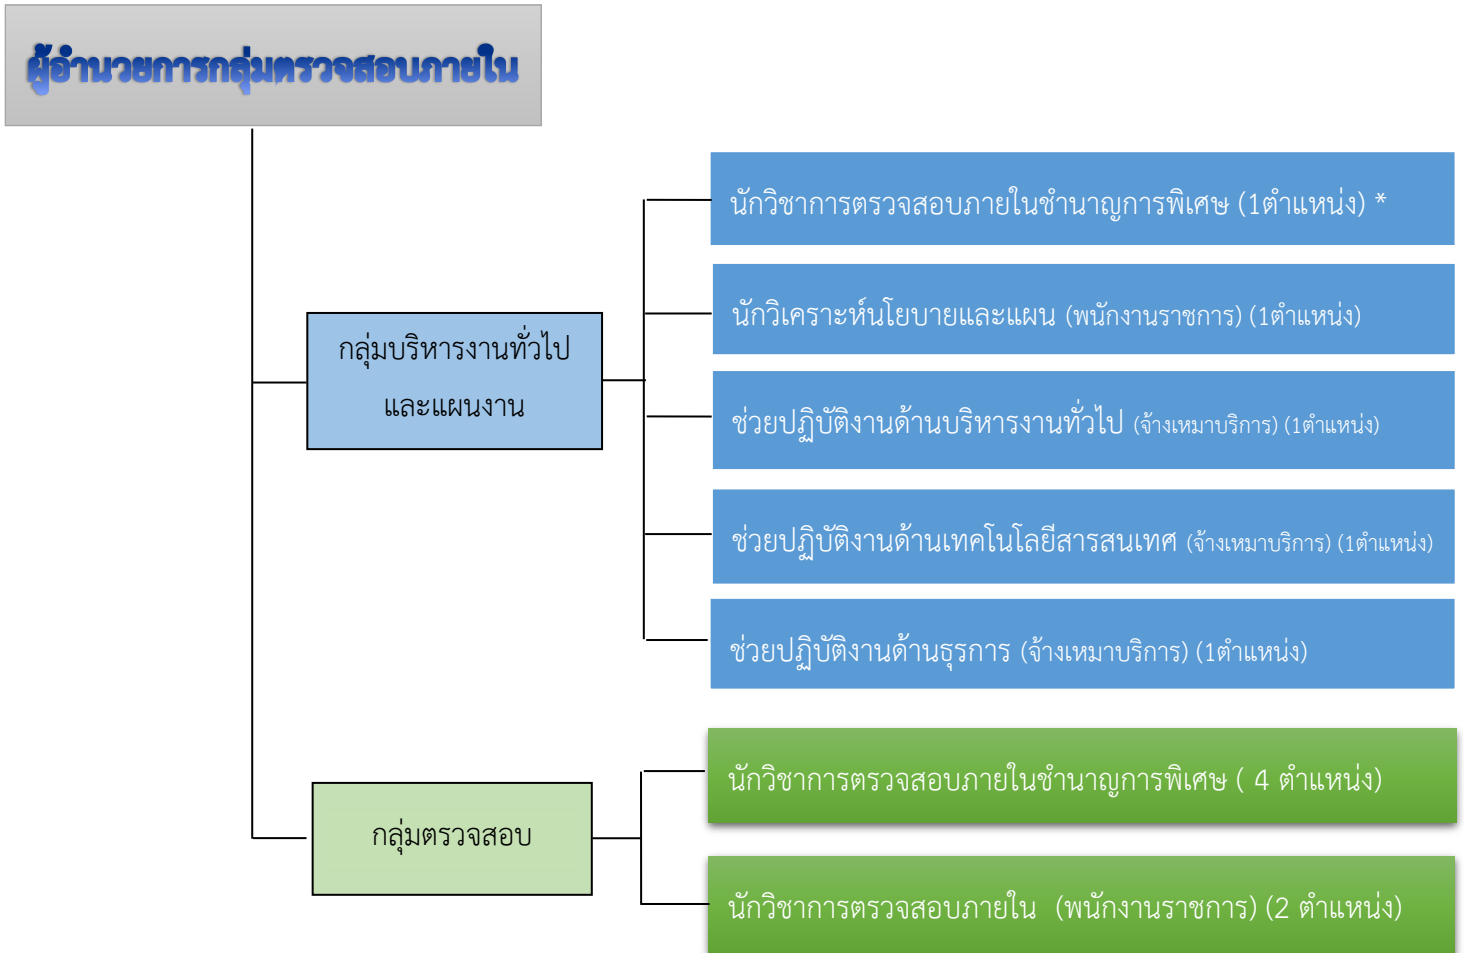 ผู้อำนวยการกลุ่มตรวจสอบภายใน
นักวิชาการตรวจสอบภายในชำนาญการพิเศษ (1ตำแหน่ง) *
นักวิเคราะห์นโยบายและแผน (พนักงานราชการ) (1ตำแหน่ง)
กลุ่มบริหารงานทั่วไป
และแผนงาน
ช่วยปฏิบัติงานด้านบริหารงานทั่วไป (จ้างเหมาบริการ) (1ตำแหน่ง)
ช่วยปฏิบัติงานด้านเทคโนโลยีสารสนเทศ (จ้างเหมาบริการ) (1ตำแหน่ง)
ช่วยปฏิบัติงานด้านธุรการ (จ้างเหมาบริการ) (1ตำแหน่ง)
นักวิชาการตรวจสอบภายในชำนาญการพิเศษ ( 4 ตำแหน่ง)
กลุ่มตรวจสอบ
นักวิชาการตรวจสอบภายใน (พนักงานราชการ) (2 ตำแหน่ง)